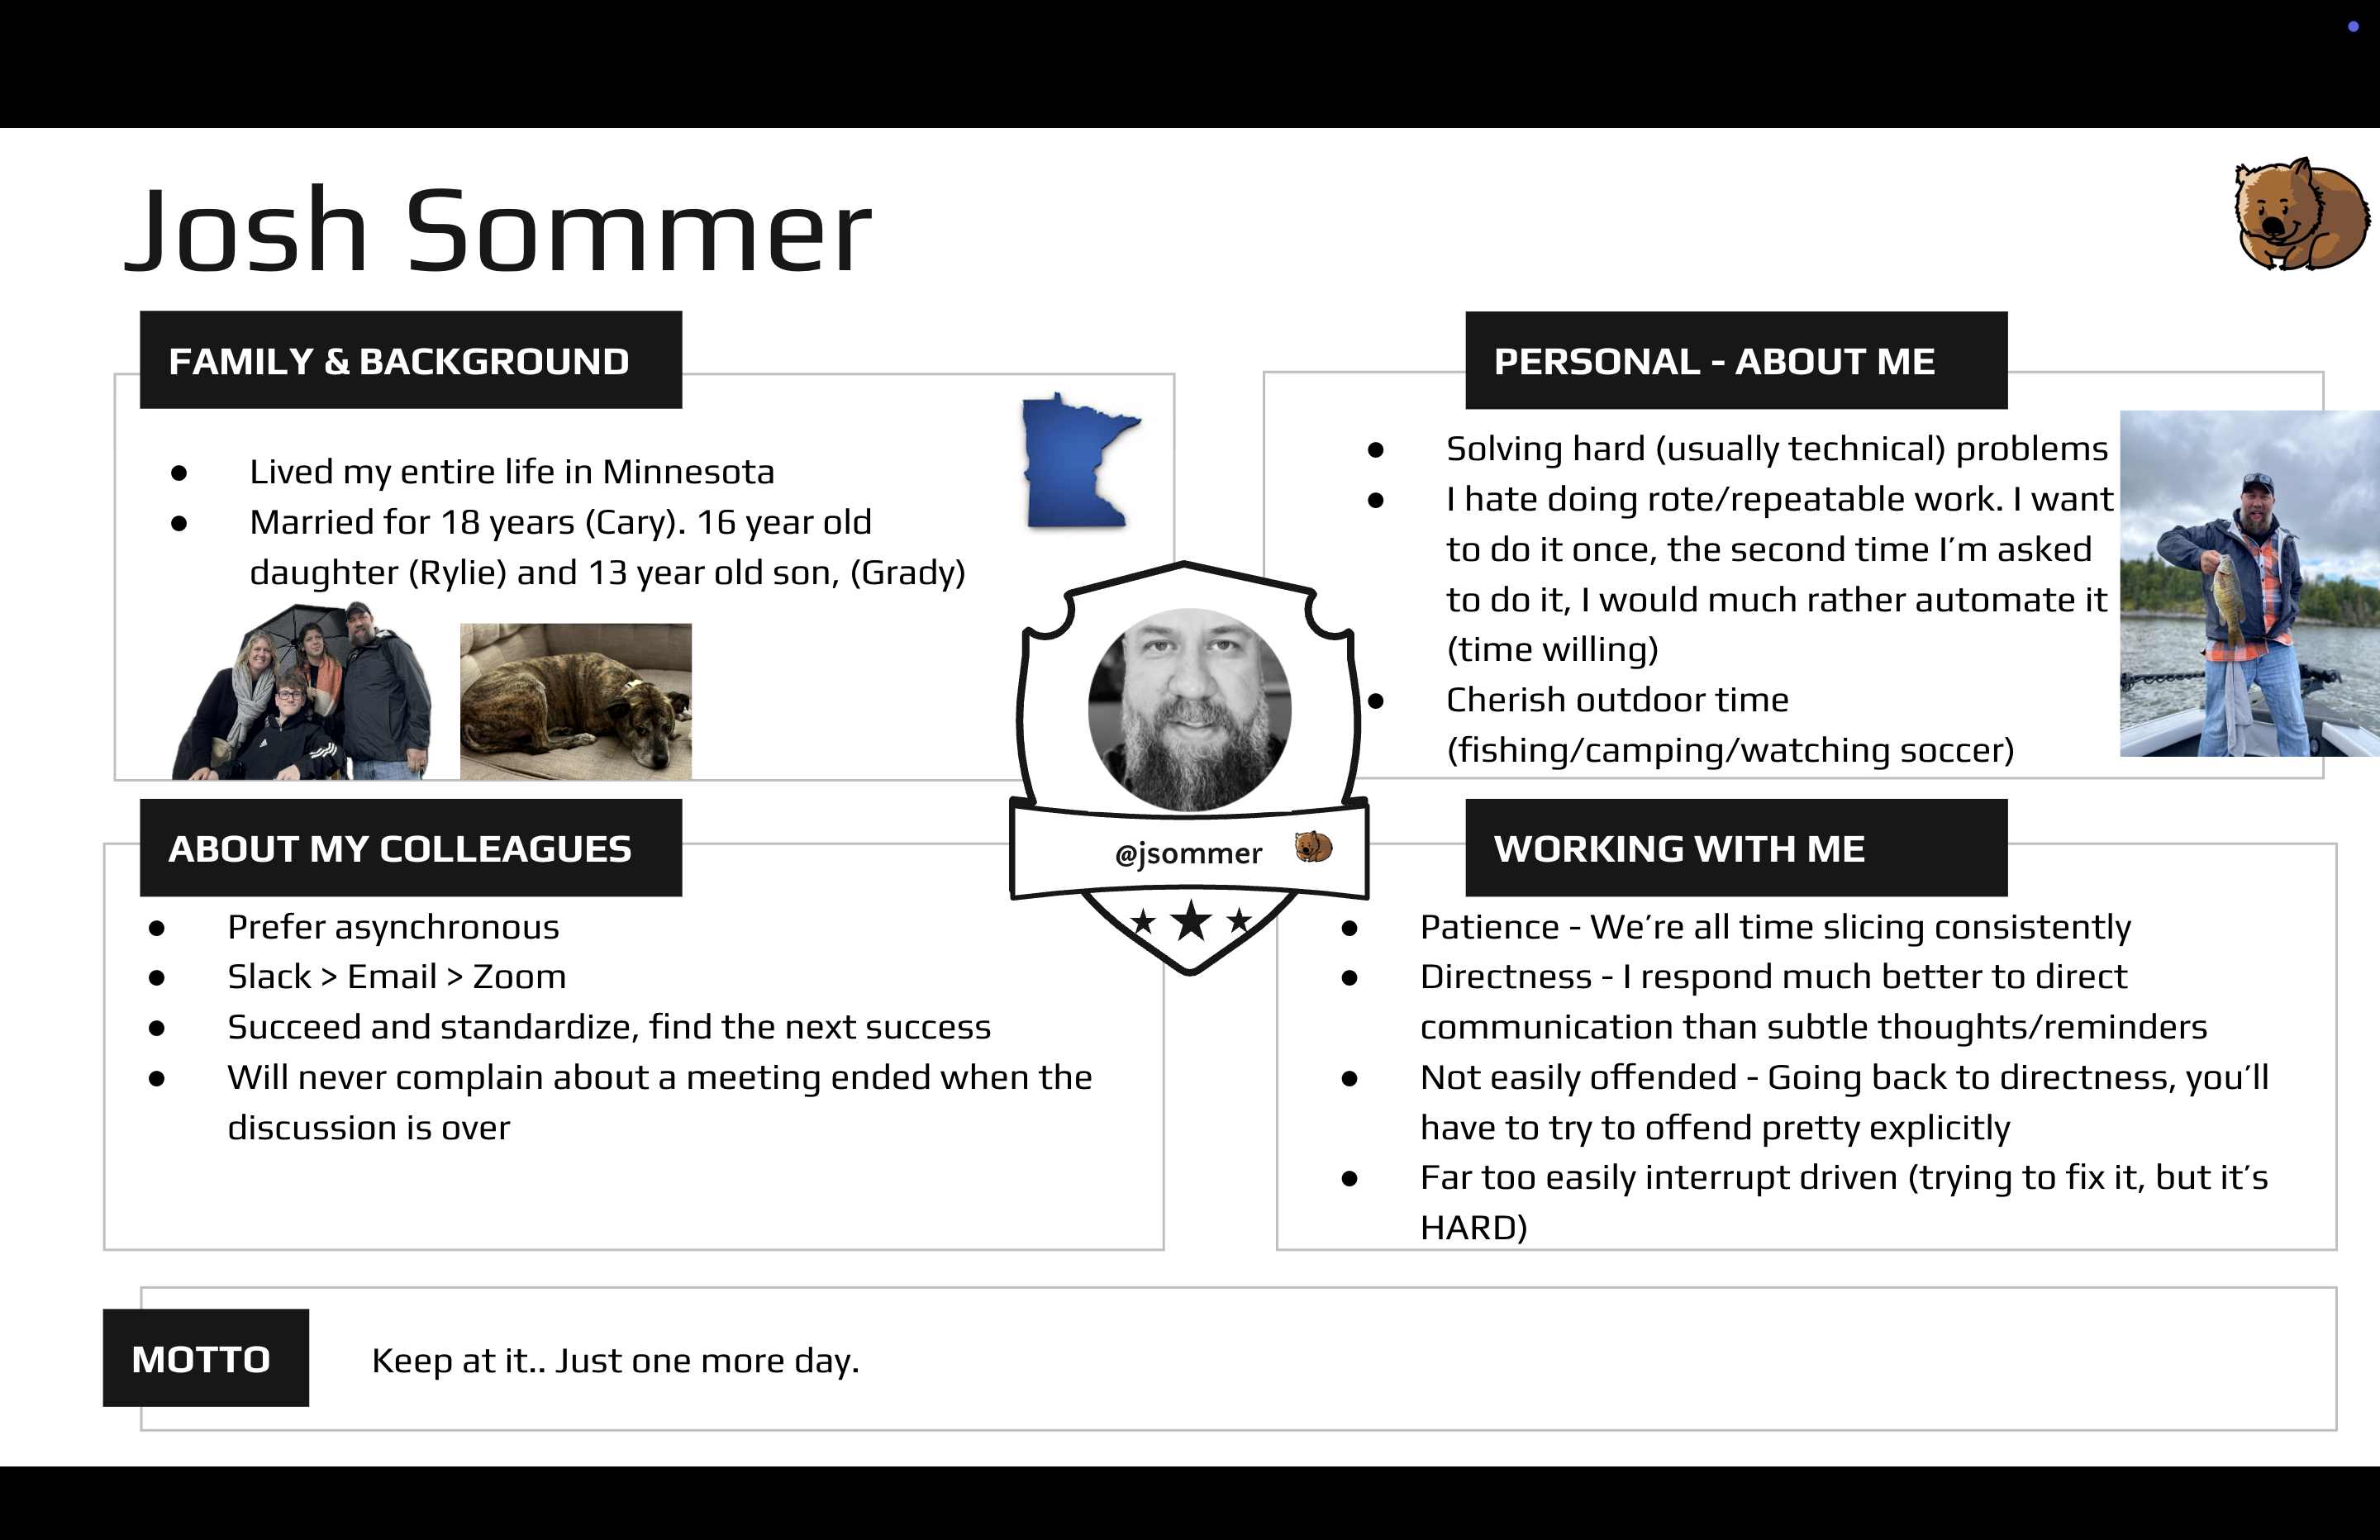 Josh Sommer
FAMILY & BACKGROUND
● Lived my entire life in Minnesota
● Married for 18 years (Cary). 16 year old
daughter (Rylie) and 13 year old son, (Grady)
PERSONAL - ABOUT ME
● Solving hard (usually technical) problems
● I hate doing rote/repeatable work. I want
to do it once, the second time I’m asked
to do it, I would much rather automate it
(time willing)
● Cherish outdoor time
(fishing/camping/watching soccer)
@jsommer
ABOUT MY COLLEAGUES
● Prefer asynchronous
● Slack > Email > Zoom
● Succeed and standardize, find the next success
● Will never complain about a meeting ended when the
discussion is over
WORKING WITH ME
● Patience - We’re all time slicing consistently
● Directness - I respond much better to direct
communication than subtle thoughts/reminders
● Not easily offended - Going back to directness, you’ll
have to try to offend pretty explicitly
● Far too easily interrupt driven (trying to fix it, but it’s
HARD)
MOTTO
Keep at it.. Just one more day.